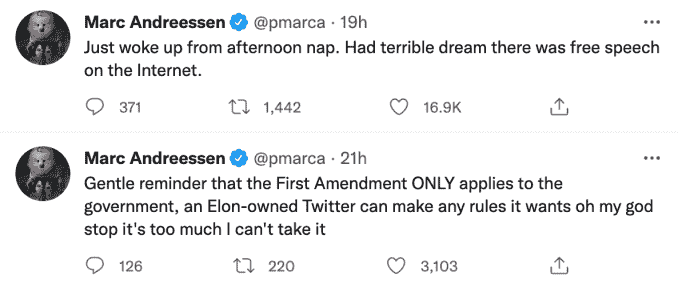 Marc Andreessen @pmarca · 19h
Just woke up from afternoon nap. Had terrible dream there was free speech
on the Internet.
371 1,442 16.9K
Marc Andreessen @pmarca · 21h
Gentle reminder that the First Amendment ONLY applies to the
government, an Elon-owned Twitter can make any rules it wants oh my god
stop it's too much I can't take it
126 220 3,103